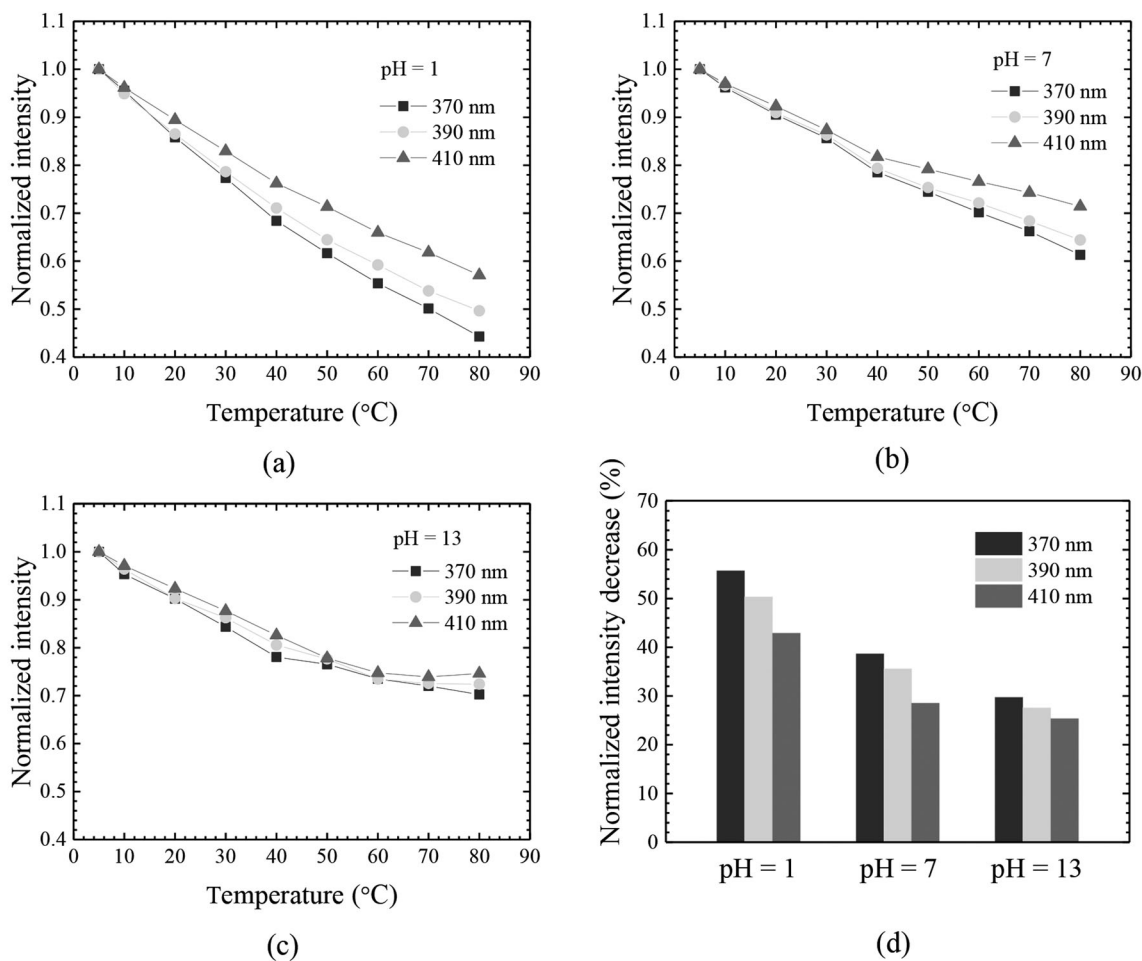 1.1
1.0
0.9
0.8
0.7
0.6
0.5
0.4
Normalized intensity
pH = 1
370 nm
390 nm
410 nm
0 10 20 30 40 50 60 70 80 90
Temperature (°C)
(a)
1.1
1.0
0.9
0.8
0.7
0.6
0.5
0.4
Normalized intensity
pH = 7
370 nm
390 nm
410 nm
0 10 20 30 40 50 60 70 80 90
Temperature (°C)
(b)
1.1
1.0
0.9
0.8
0.7
0.6
0.5
0.4
Normalized intensity
pH = 13
370 nm
390 nm
410 nm
0 10 20 30 40 50 60 70 80 90
Temperature (°C)
(c)
70
60
50
40
30
20
10
0
Normalized intensity decrease (%)
370 nm
390 nm
410 nm
pH = 1 pH = 7 pH = 13
(d)